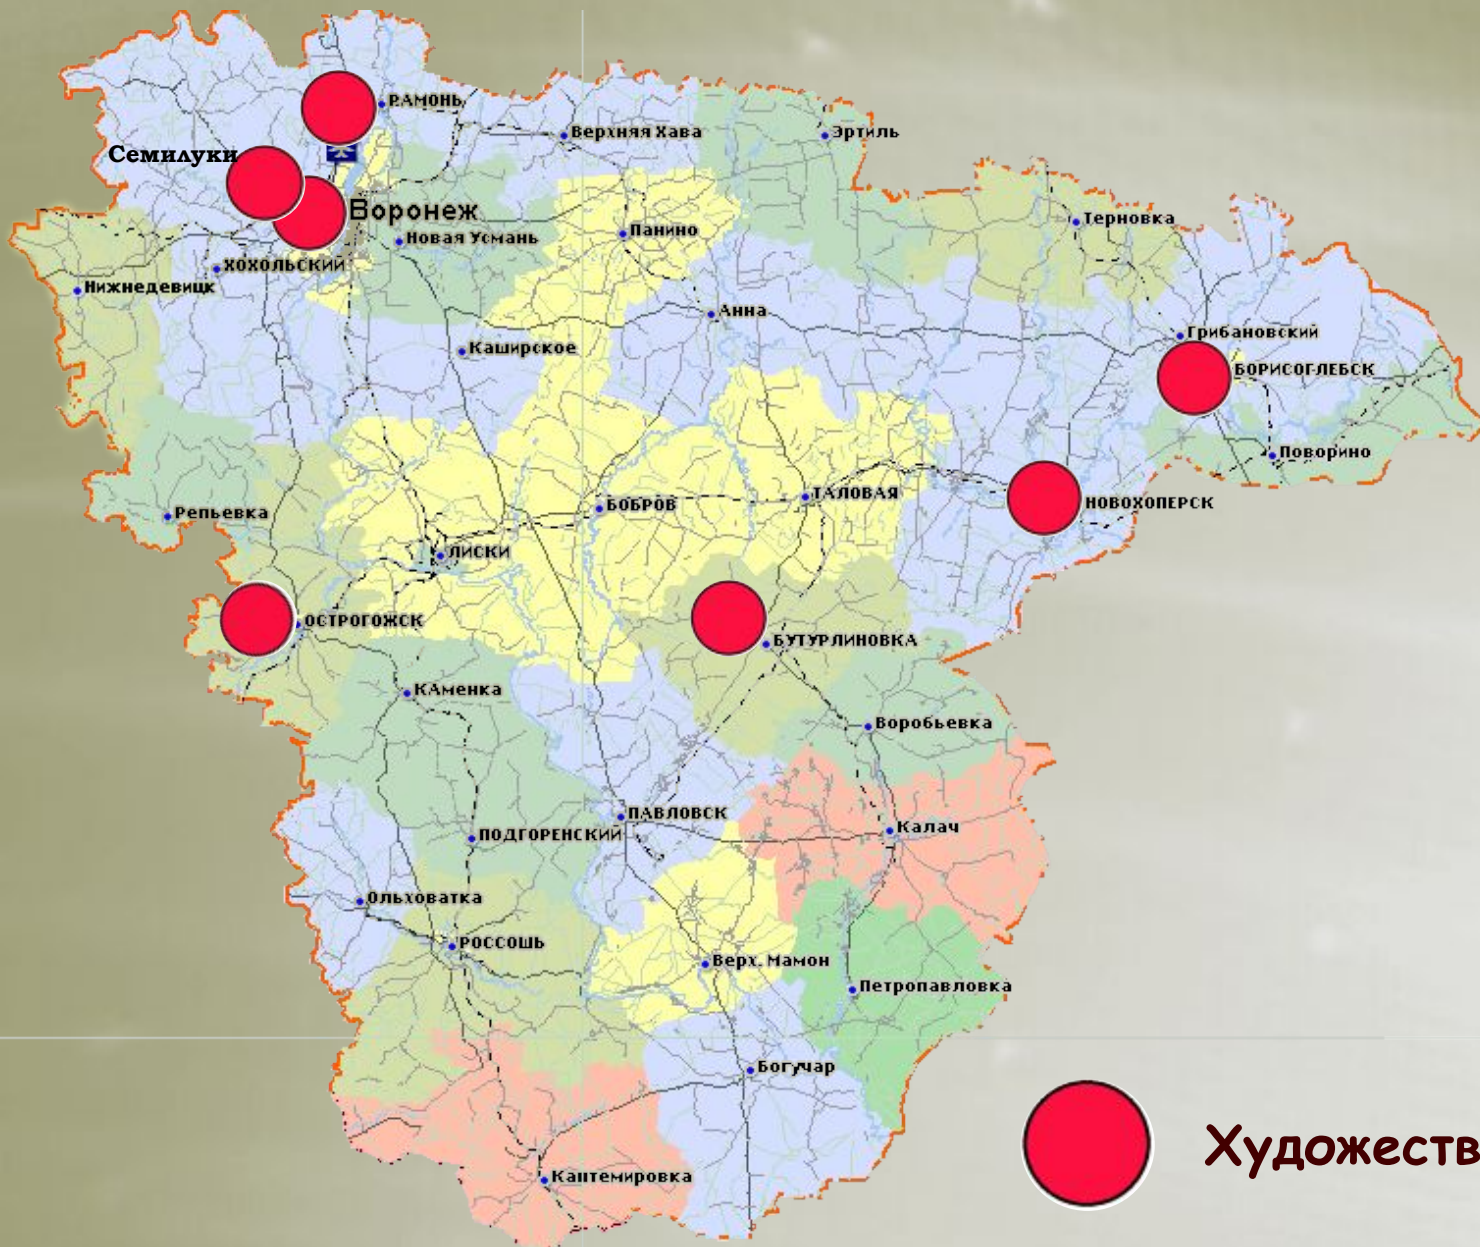 РАМОНЬ
Верхняя Хава
Эртиль
Семилуки
Воронеж
Новая Усмань
Панино
Терновка
ХОХОЛЬСКИЙ
Нижнедевицк
Анна
Каширское
Грибановский
БОРИСОГЛЕБСК
Поворино
Репьевка
БОБРОВ
ТАЛОВАЯ
НОВОХОПЕРСК
ЛИСКИ
ОСТРОГОЖСК
БУТУРЛИНОВКА
КАменка
Воробьевка
ПАВЛОВСК
ПОДГОРЕНСКИЙ
Калач
Ольховатка
РОССОШЬ
Верх. Мамон
Петропавловка
Богучар
Кантемировка
Художеств